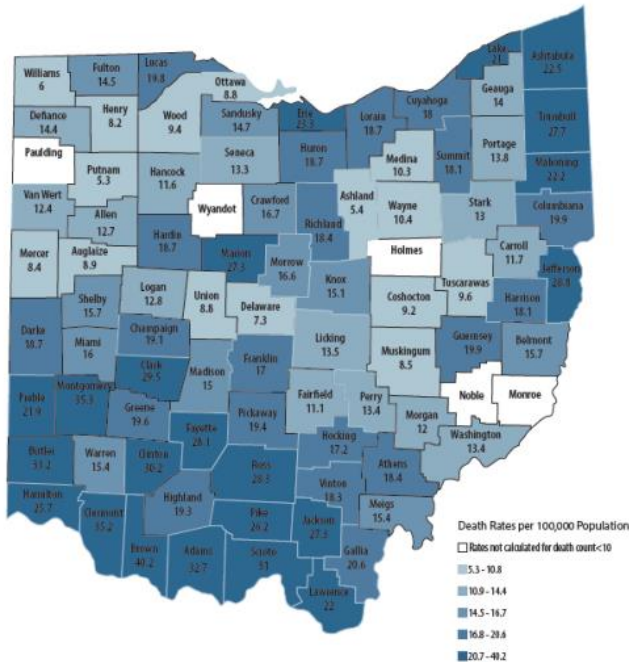 Williams
6
Fulton
14.5
Lucas
19.8
Ottawa
8.8
Lake
21
Ashtabula
22.5
Defiance
14.4
Henry
8.2
Wood
9.4
Sandusky
14.7
Erie
23.3
Lorain
18.7
Cuyahoga
18
Geauga
14
Trumbull
27.7
Paulding
Putnam
5.3
Hancock
11.6
Seneca
13.3
Huron
18.7
Medina
10.3
Summit
18.1
Portage
13.8
Mahoning
22.2
Van Wert
12.4
Allen
12.7
Wyandot
Crawford
16.7
Richland
18.4
Ashland
5.4
Wayne
10.4
Stark
13
Columbiana
19.9
Mercer
8.4
Auglaize
8.9
Hardin
18.7
Marion
27.3
Morrow
16.6
Knox
15.1
Holmes
Tuscarawas
9.6
Carroll
11.7
Jefferson
20.8
Shelby
15.7
Logan
12.8
Union
8.8
Delaware
7.3
Coshocton
9.2
Harrison
18.1
Darke
18.7
Miami
16
Champaign
19.1
Licking
13.5
Muskingum
8.5
Guernsey
19.9
Belmont
15.7
Preble
21.9
Montgomery
35.3
Clark
29.5
Madison
15
Franklin
17
Fairfield
11.1
Perry
13.4
Morgan
12
Noble
Monroe
Greene
19.6
Fayette
28.1
Pickaway
19.4
Hocking
17.2
Athens
18.4
Washington
13.4
Butler
33.2
Warren
15.4
Clinton
30.2
Ross
28.3
Vinton
18.3
Meigs
15.4
Hamilton
25.7
Clermont
35.2
Highland
19.3
Pike
26.2
Jackson
27.3
Gallia
20.6
Brown
40.2
Adams
32.7
Scioto
31
Lawrence
22
Death Rates per 100,000 Population
Rates not calculated for death count<10
5.3 - 10.8
10.9 - 14.4
14.5 - 16.7
16.8 - 20.6
20.7 - 40.2